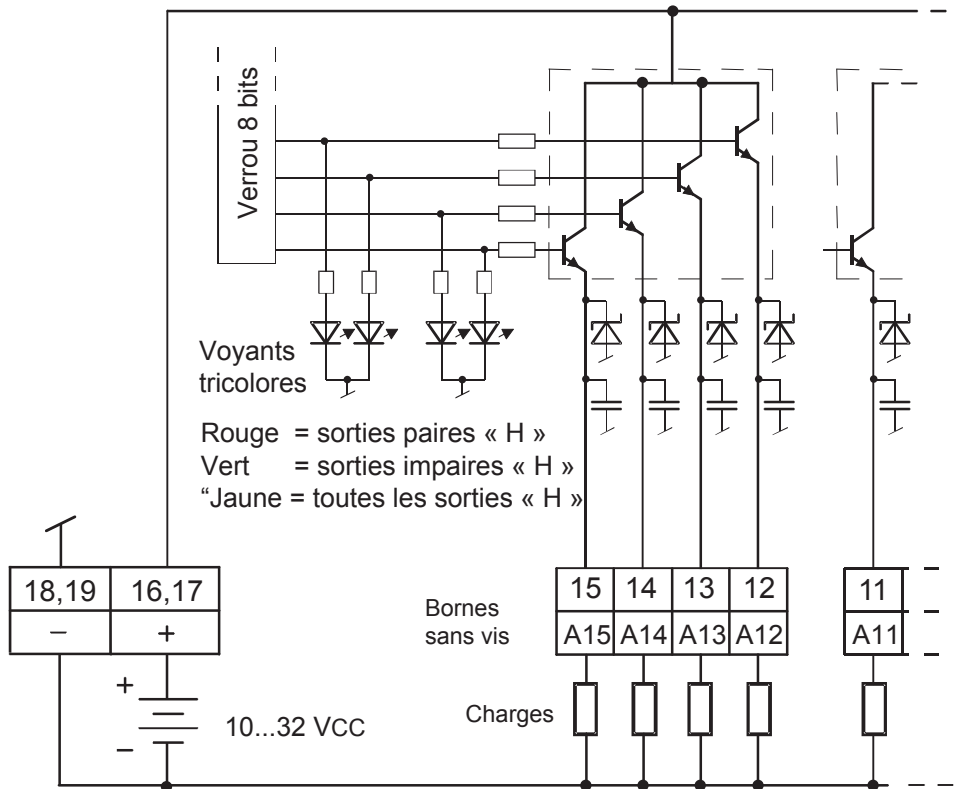 Verrou 8 bits
Voyants
tricolores
Rouge = sorties paires « H »
Vert = sorties impaires « H »
“Jaune = toutes les sorties « H »
18,19 16,17
– +
Bornes
sans vis
15 14 13 12 11
A15 A14 A13 A12 A11
+
–
10...32 VCC
Charges